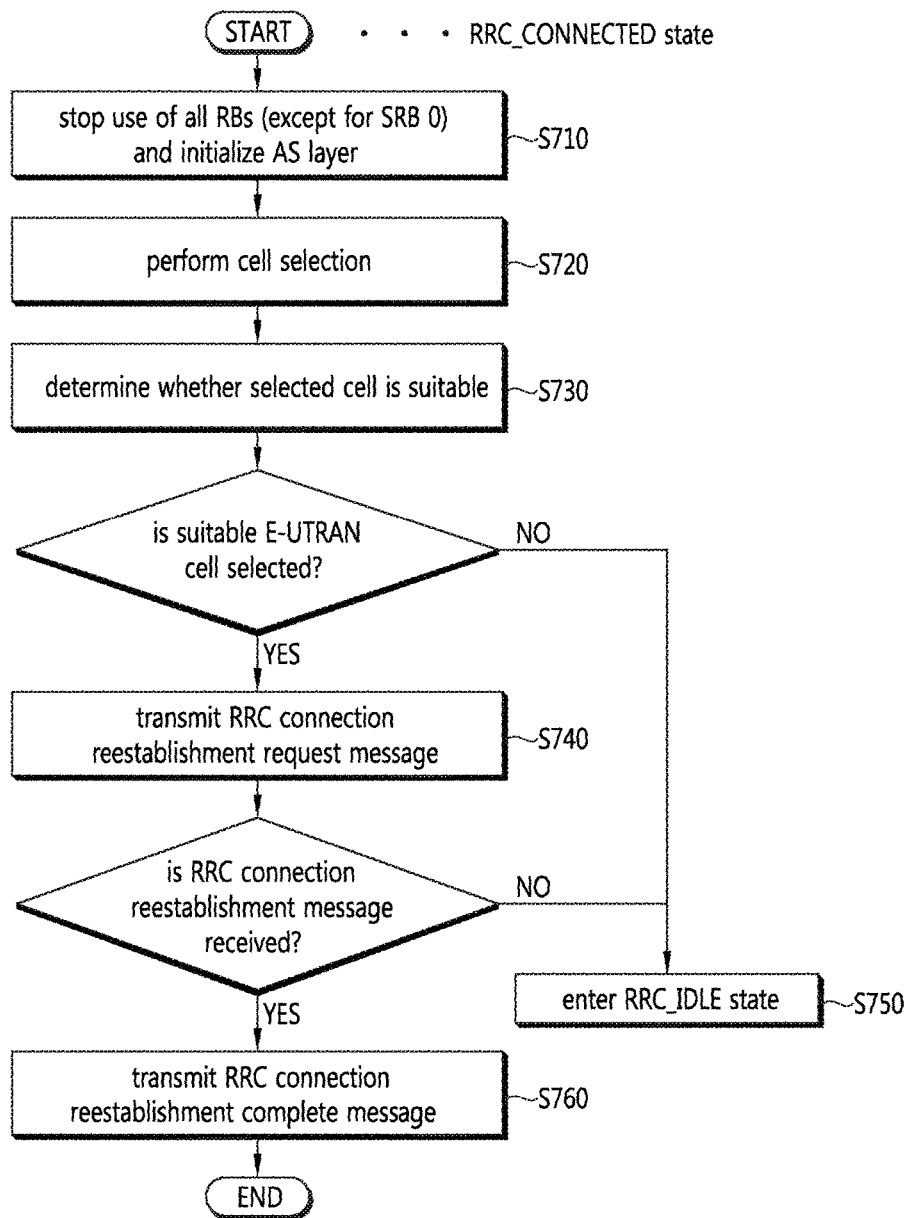 START · · · RRC_CONNECTED state
stop use of all RBs (except for SRB 0)
and initialize AS layer
S710
perform cell selection
S720
determine whether selected cell is suitable
S730
is suitable E-UTRAN
cell selected?
NO
YES
transmit RRC connection
reestablishment request message
S740
is RRC connection
reestablishment message
received?
NO
YES
enter RRC_IDLE state
S750
transmit RRC connection
reestablishment complete message
S760
END